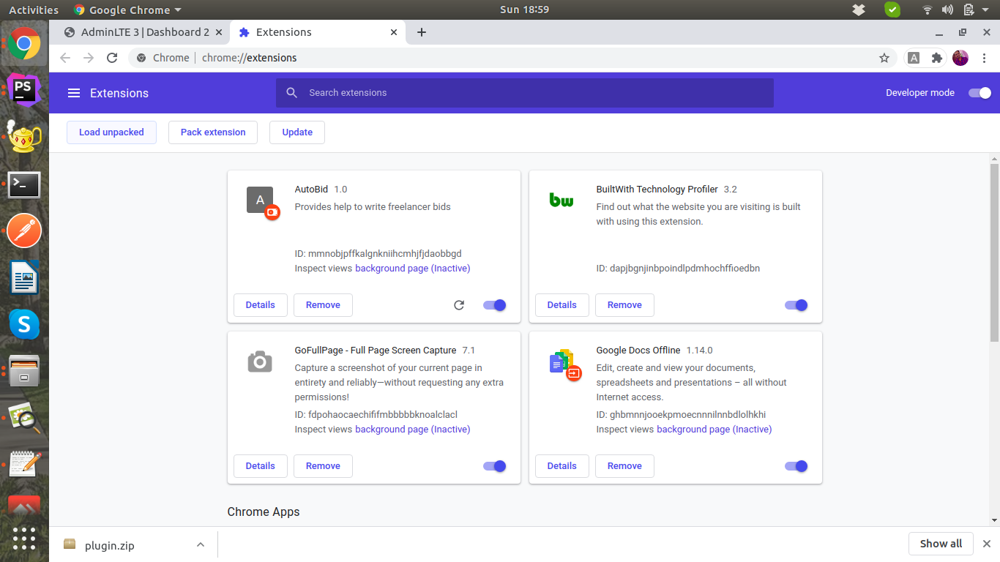 Activities
Google Chrome
Sun 18:59
AdminLTE 3 | Dashboard 2
Extensions
Chrome
chrome://extensions
A
PS
Extensions
Search extensions
Developer mode
Load unpacked
Pack extension
Update
A
AutoBid 1.0
Provides help to write freelancer bids
ID: mmnobjpffkalgnkniihcmhjfjdaobbgd
Inspect views background page (Inactive)
Details
Remove
bw
BuiltWith Technology Profiler 3.2
Find out what the website you are visiting is built
with using this extension.
ID: dapjbgnjinbpoindlpdmhochffioedbn
Details
Remove
GoFullPage - Full Page Screen Capture 7.1
Capture a screenshot of your current page in
entirety and reliably—without requesting any extra
permissions!
ID: fdpohaocaechififmbbbbbknoalclacl
Inspect views background page (Inactive)
Details
Remove
Google Docs Offline 1.14.0
Edit, create and view your documents,
spreadsheets and presentations – all without
Internet access.
ID: ghbmnnjooekpmoecnnnilnnbdlolhkhi
Inspect views background page (Inactive)
Details
Remove
Chrome Apps
plugin.zip
Show all